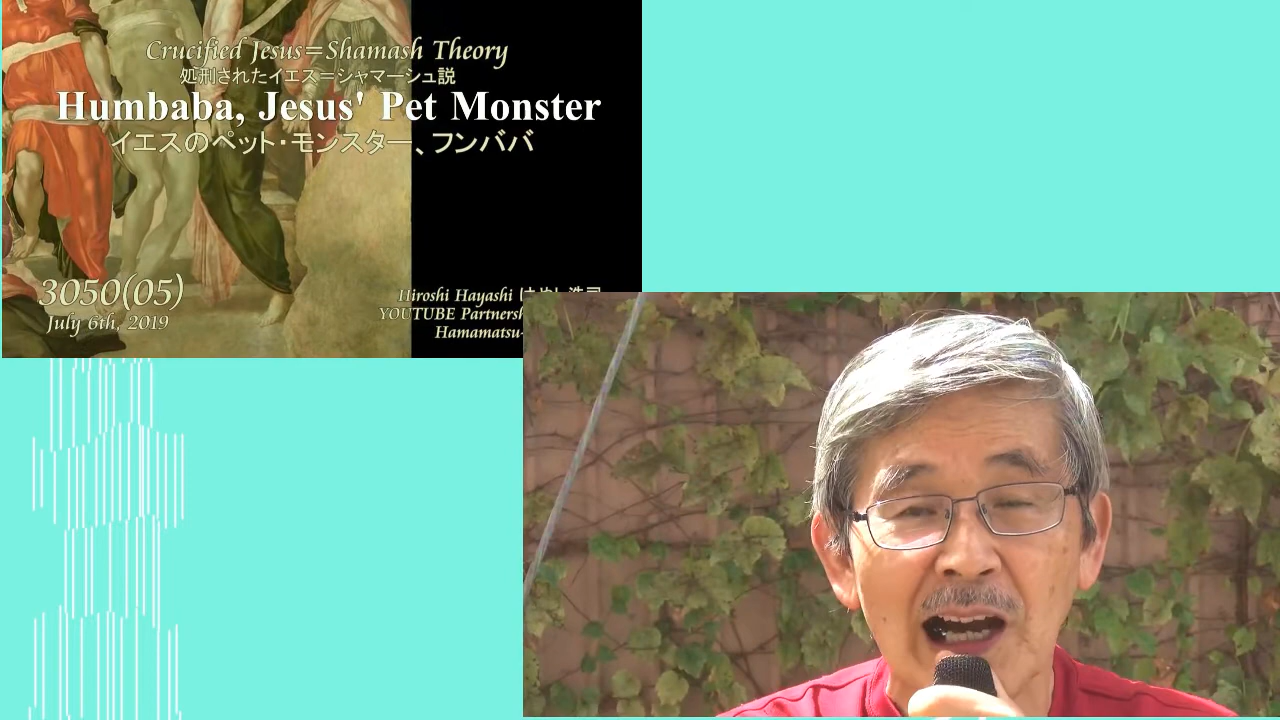 Crucified Jesus=Shamash Theory
処刑されたイエス=シャマーシュ説
Humbaba, Jesus' Pet Monster
イエスのペット・モンスター、フンババ
3050(05)
July 6th, 2019
Hiroshi Hayashi
YOUTUBE
Hamamatsu-